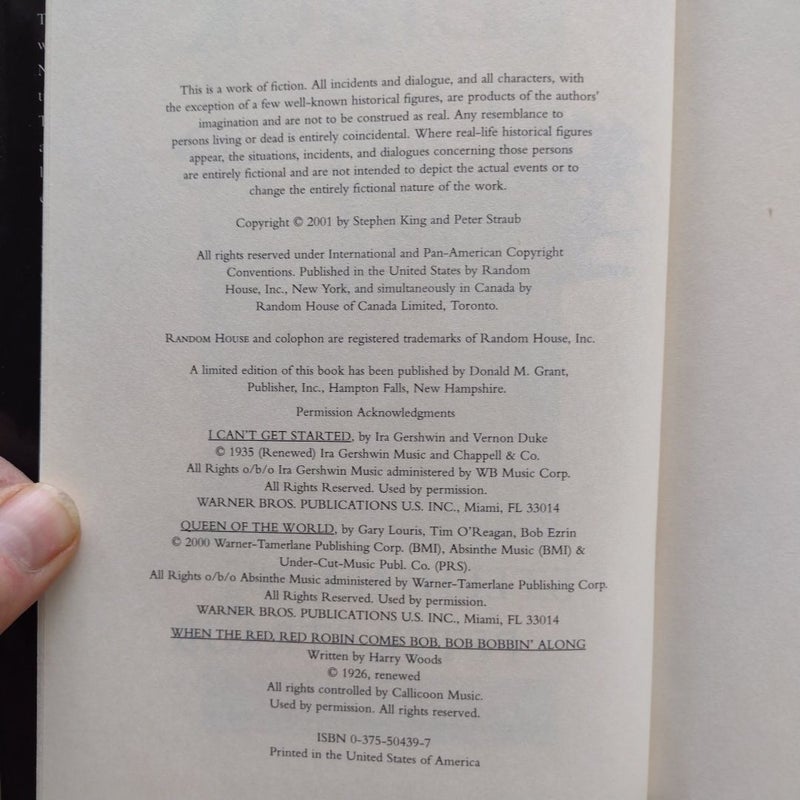 This is a work of fiction. All incidents and dialogue, and all characters, with
the exception of a few well-known historical figures, are products of the authors'
imagination and are not to be construed as real. Any resemblance to
persons living or dead is entirely coincidental. Where real-life historical figures
appear, the situations, incidents, and dialogues concerning those persons
are entirely fictional and are not intended to depict the actual events or to
change the entirely fictional nature of the work.
Copyright © 2001 by Stephen King and Peter Straub
All rights reserved under International and Pan-American Copyright
Conventions. Published in the United States by Random
House, Inc., New York, and simultaneously in Canada by
Random House of Canada Limited, Toronto.
RANDOM HOUSE and colophon are registered trademarks of Random House, Inc.
A limited edition of this book has been published by Donald M. Grant,
Publisher, Inc., Hampton Falls, New Hampshire.
Permission Acknowledgments
I CAN'T GET STARTED, by Ira Gershwin and Vernon Duke
© 1935 (Renewed) Ira Gershwin Music and Chappell & Co.
All Rights o/b/o Ira Gershwin Music administered by WB Music Corp.
All Rights Reserved. Used by permission.
WARNER BROS. PUBLICATIONS U.S. INC., Miami, FL 33014
QUEEN OF THE WORLD, by Gary Louris, Tim O'Reagan, Bob Ezrin
© 2000 Warner-Tamerlane Publishing Corp. (BMI), Absinthe Music (BMI) &
Under-Cut-Music Publ. Co. (PRS).
All Rights o/b/o Absinthe Music administered by Warner-Tamerlane Publishing Corp.
All Rights Reserved. Used by permission.
WARNER BROS. PUBLICATIONS U.S. INC., Miami, FL 33014
WHEN THE RED, RED ROBIN COMES BOB, BOB BOBBIN' ALONG
Written by Harry Woods
© 1926, renewed
All rights controlled by Callicoon Music.
Used by permission. All rights reserved.
ISBN 0-375-50439-7
Printed in the United States of America